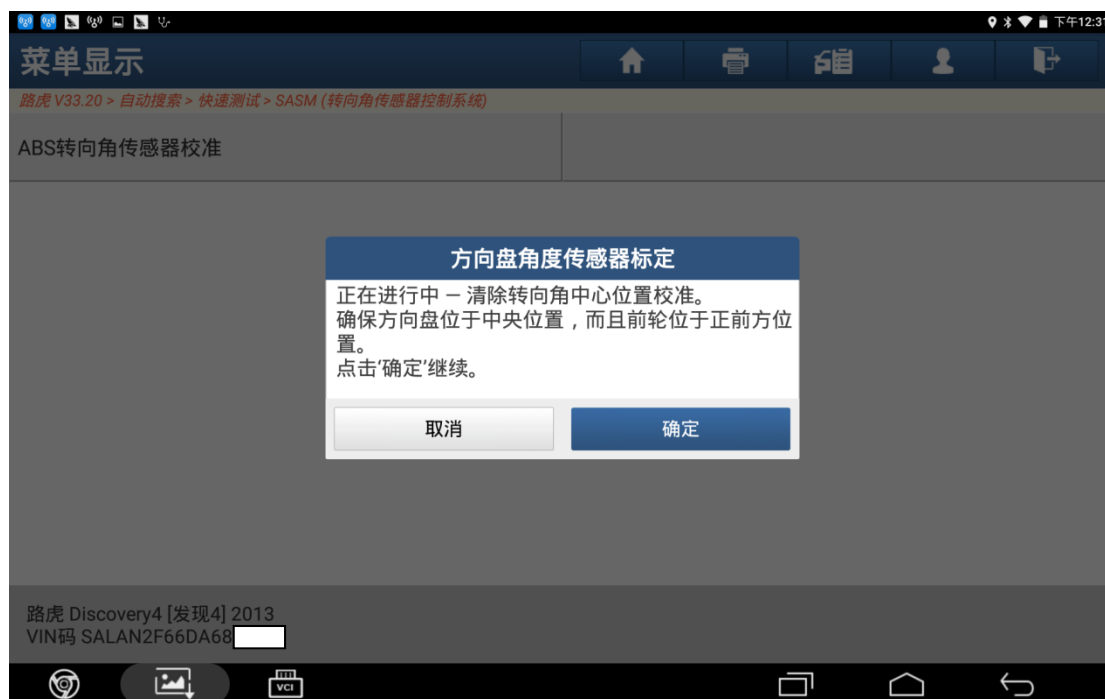 下午12:31
菜单显示
路虎 V33.20 > 自动搜索 > 快速测试 > SASM (转向角传感器控制系统)
ABS转向角传感器校准
方向盘角度传感器标定
正在进行中 — 清除转向角中心位置校准。
确保方向盘位于中央位置，而且前轮位于正前方位
置。
点击‘确定’继续。
取消
确定
路虎 Discovery4 [发现4] 2013
VIN码 SALAN2F66DA68
VCI